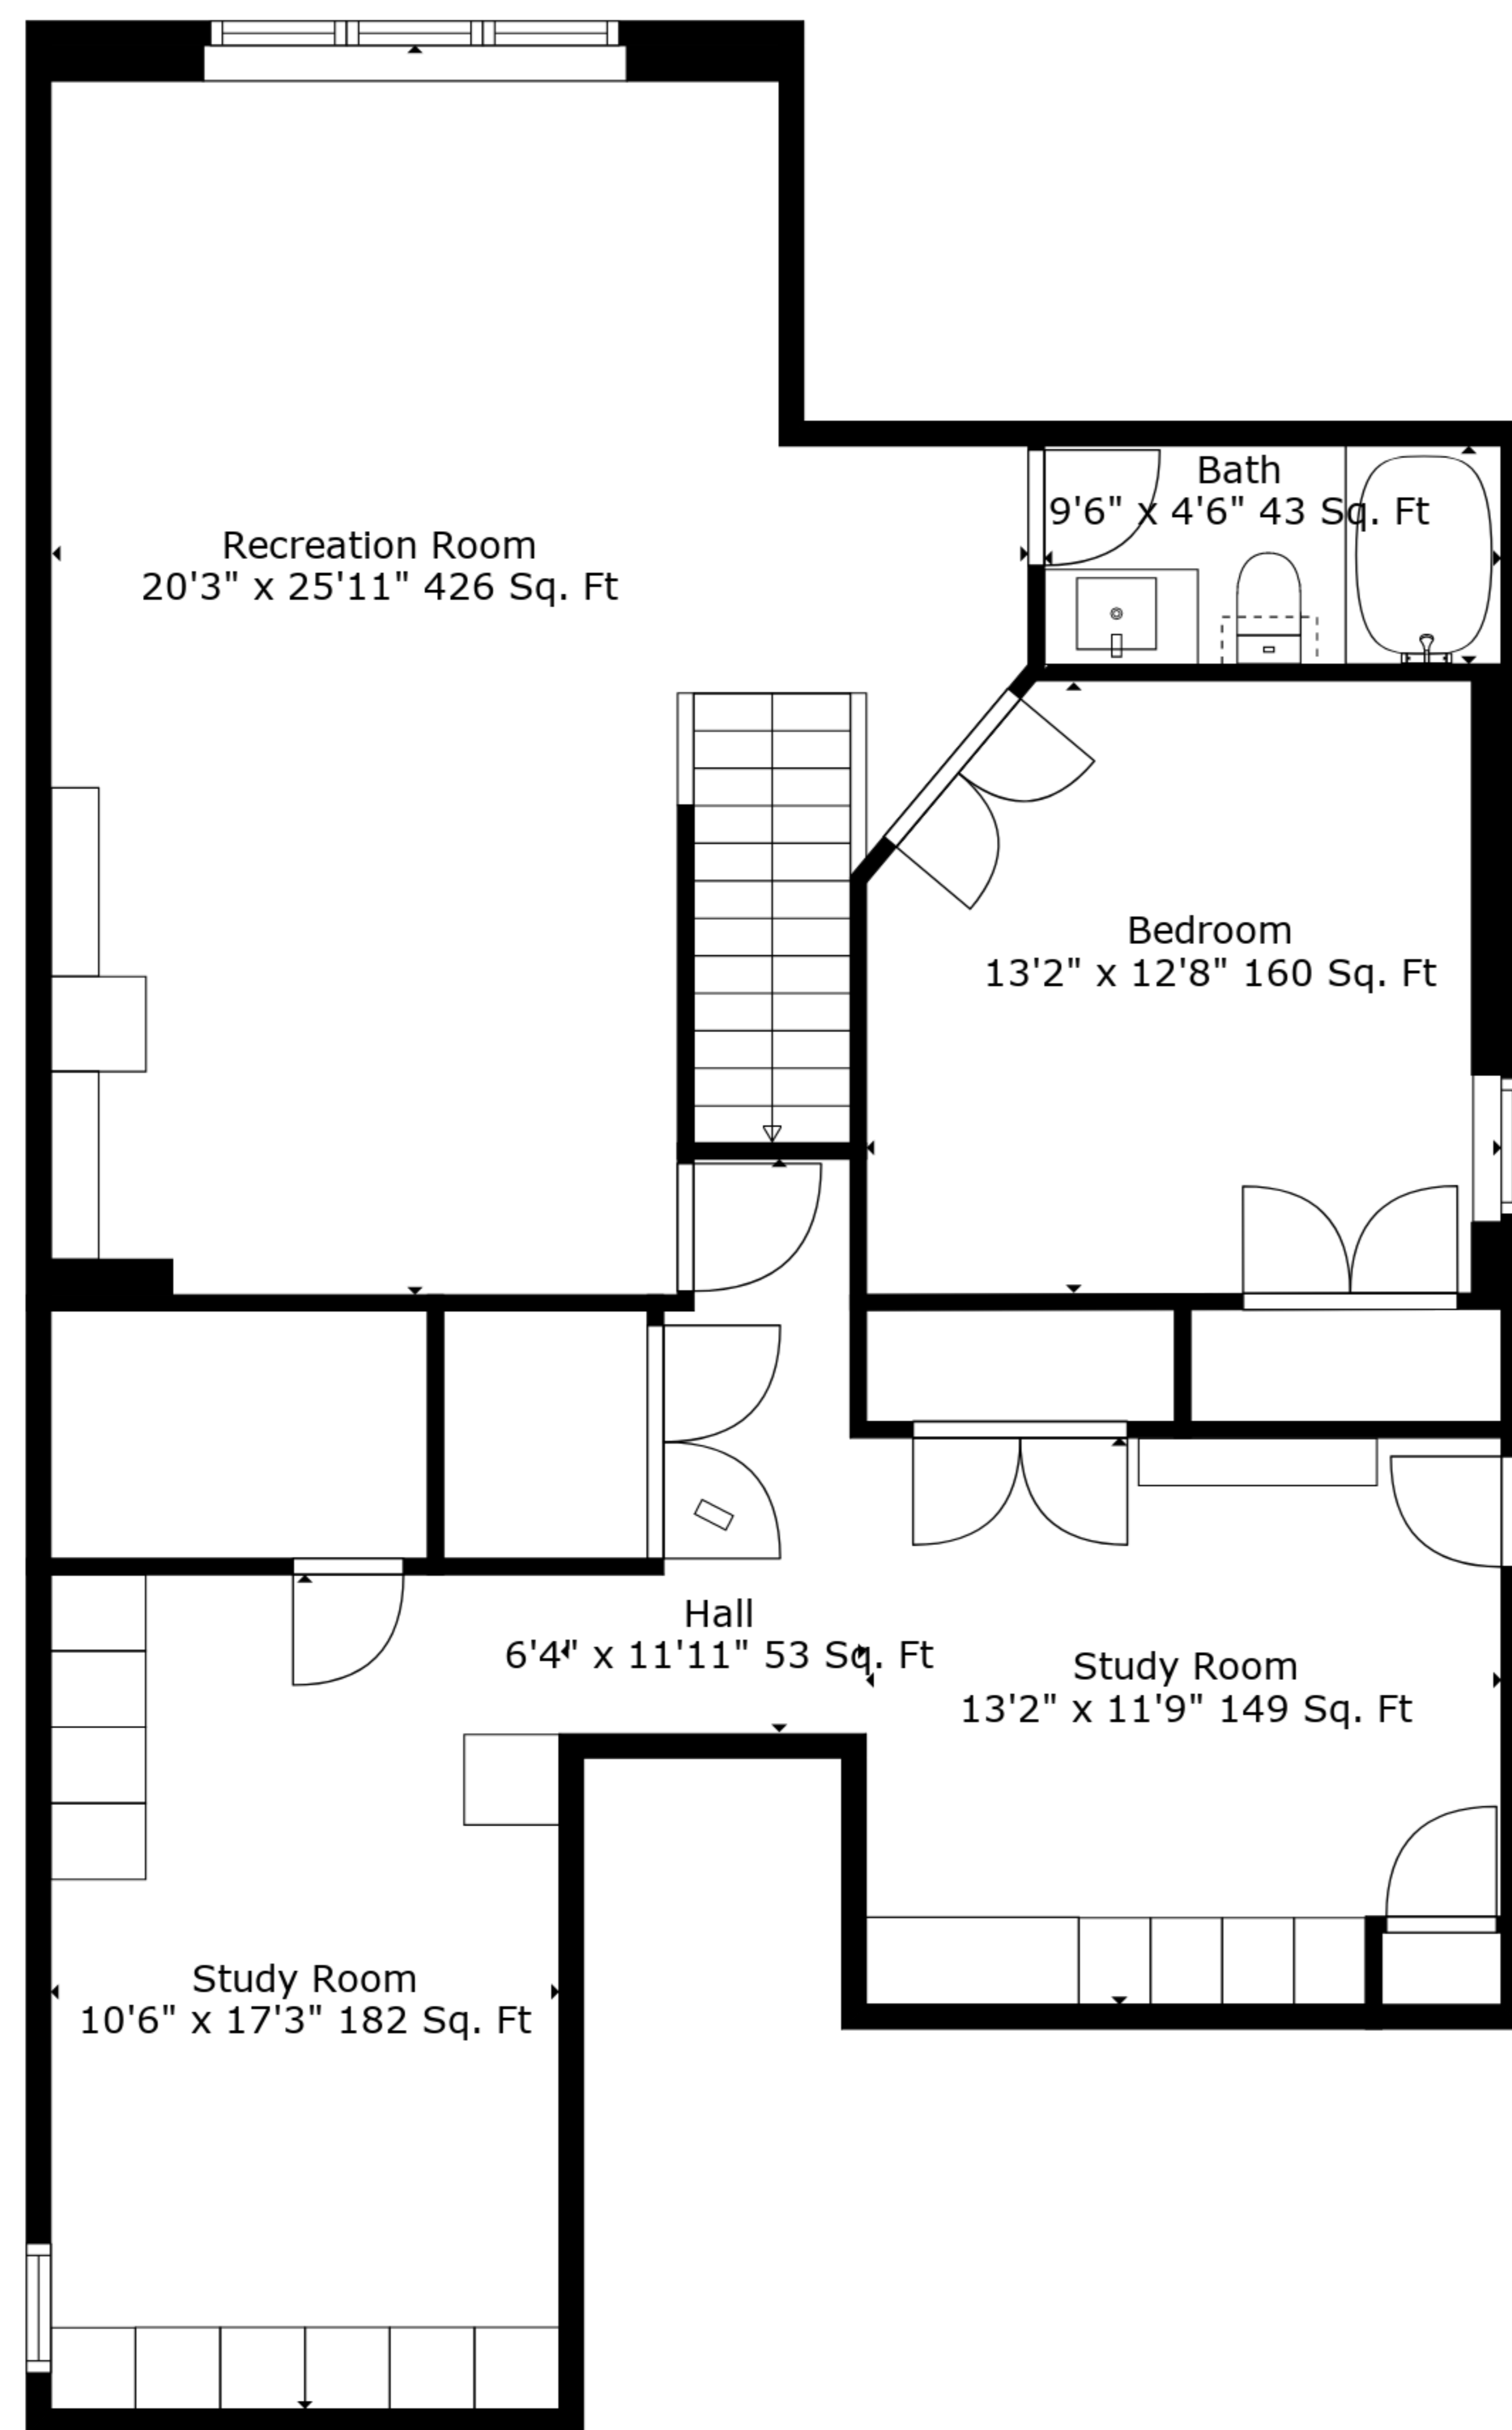 Bath
9'6" x 4'6" 43 Sq. Ft
Recreation Room
20'3" x 25'11" 426 Sq. Ft
Bedroom
13'2" x 12'8" 160 Sq. Ft
Hall
6'4" x 11'11" 53 Sq. Ft
Study Room
13'2" x 11'9" 149 Sq. Ft
Study Room
10'6" x 17'3" 182 Sq. Ft